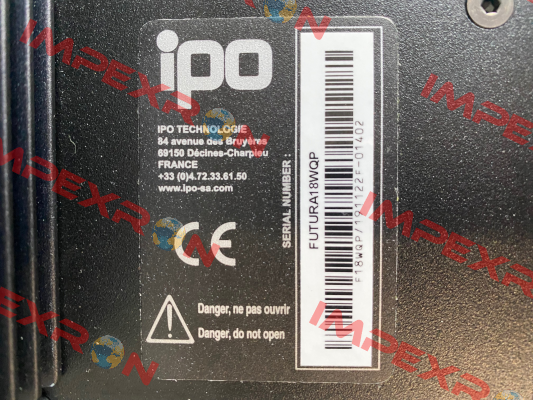 ipo
IPO TECHNOLOGIE
84 avenue des Bruyères
69150 Décines-Charpieu
FRANCE
+33 (0)4.72.33.61.50
www.ipo-sa.com
CE
Danger, ne pas ouvrir
Danger, do not open
SERIAL NUMBER :
FUTURA18WQP
F18WQP/191122F-01402
IMPEXRON
IMPEXRON
IMPEXRON
IMPEXRON